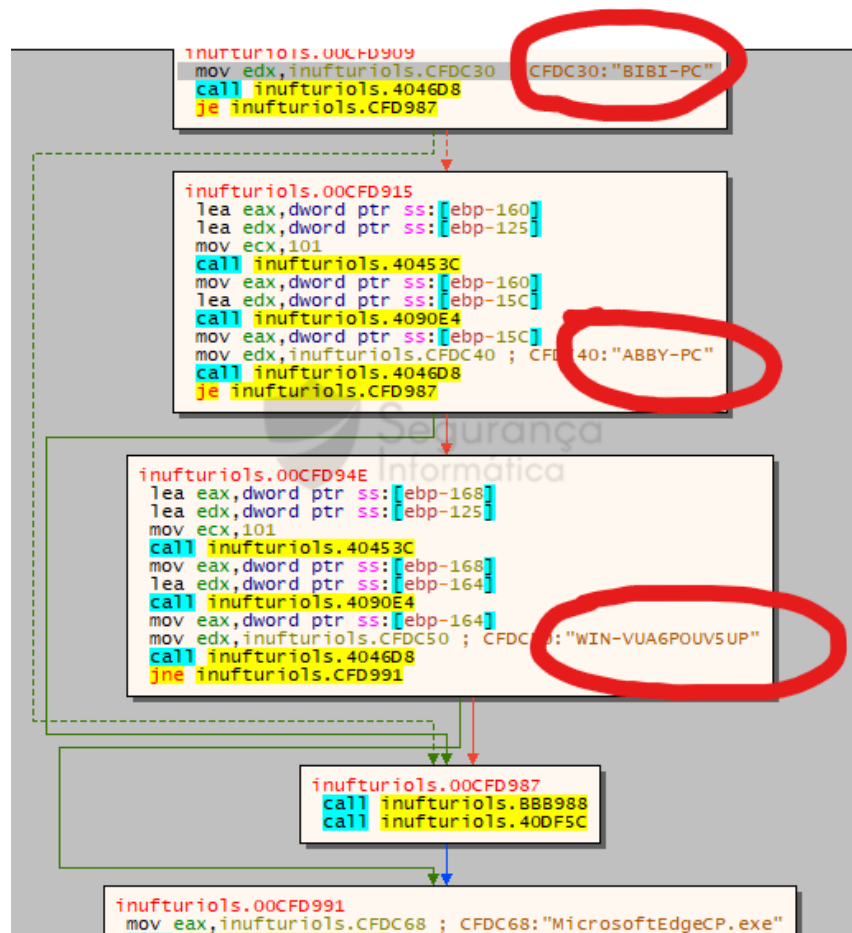 inufturiols.00CFD909
mov edx,inufturiols.CFDC30 ; CFDC30:"BIBI-PC"
call inufturiols.4046D8
je inufturiols.CFD987
inufturiols.00CFD915
lea eax,dword ptr ss:[ebp-160]
lea edx,dword ptr ss:[ebp-125]
mov ecx,101
call inufturiols.40453C
mov eax,dword ptr ss:[ebp-160]
lea edx,dword ptr ss:[ebp-15C]
call inufturiols.4090E4
mov eax,dword ptr ss:[ebp-15C]
mov edx,inufturiols.CFDC40 ; CFDC40:"ABBY-PC"
call inufturiols.4046D8
je inufturiols.CFD987
Segurança
Informática
inufturiols.00CFD94E
lea eax,dword ptr ss:[ebp-168]
lea edx,dword ptr ss:[ebp-125]
mov ecx,101
call inufturiols.40453C
mov eax,dword ptr ss:[ebp-168]
lea edx,dword ptr ss:[ebp-164]
call inufturiols.4090E4
mov eax,dword ptr ss:[ebp-164]
mov edx,inufturiols.CFDC50 ; CFDC50:"WIN-VUA6POUV5UP"
call inufturiols.4046D8
jne inufturiols.CFD991
inufturiols.00CFD987
call inufturiols.BBB988
call inufturiols.40DF5C
inufturiols.00CFD991
mov eax,inufturiols.CFDC68 ; CFDC68:"MicrosoftEdgeCP.exe"